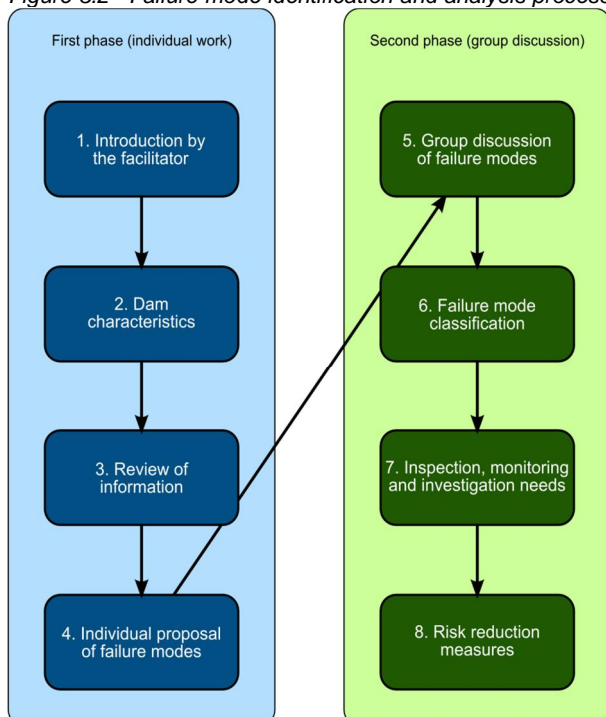 Figure 3.2 Failure mode identification and analysis process
First phase (individual work)
1. Introduction by
the facilitator
2. Dam
characteristics
3. Review of
information
4. Individual proposal
of failure modes
Second phase (group discussion)
5. Group discussion
of failure modes
6. Failure mode
classification
7. Inspection, monitoring
and investigation needs
8. Risk reduction
measures